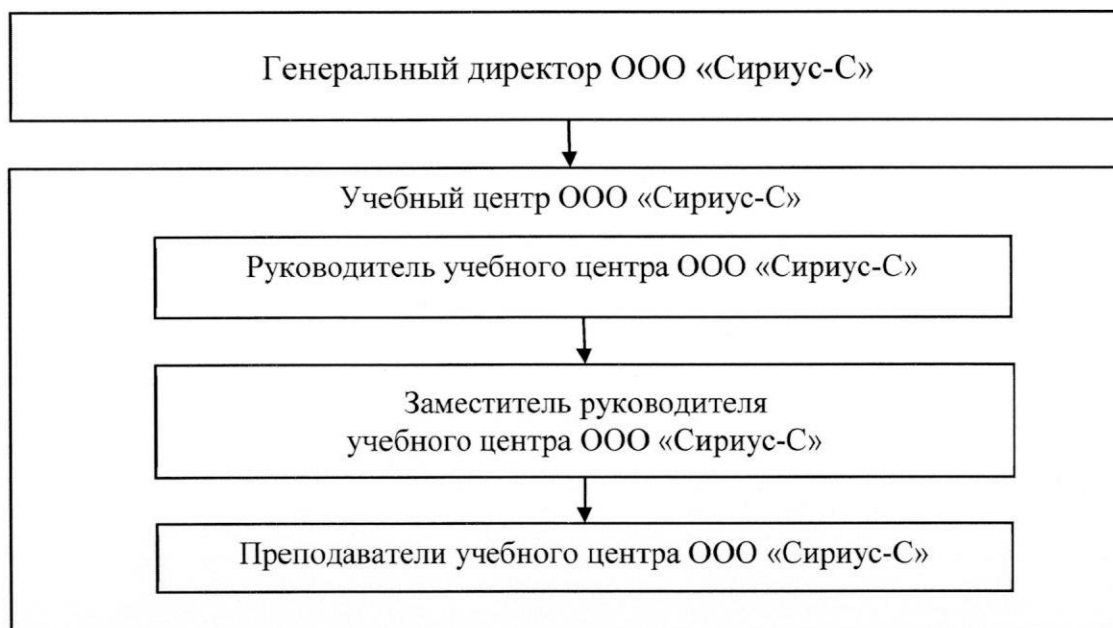 Генеральный директор ООО «Сириус-С»
Учебный центр ООО «Сириус-С»
Руководитель учебного центра ООО «Сириус-С»
Заместитель руководителя
учебного центра ООО «Сириус-С»
Преподаватели учебного центра ООО «Сириус-С»